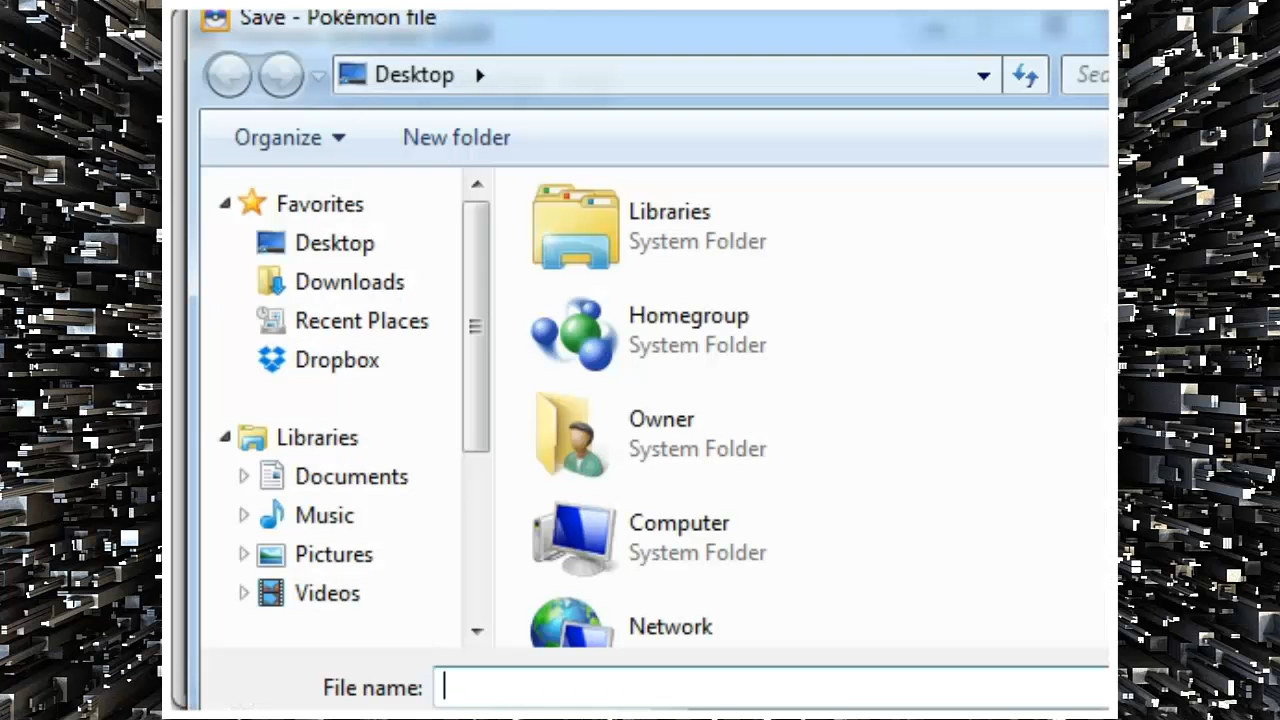 Save - Pokémon file
Desktop
Organize
New folder
Favorites
Desktop
Downloads
Recent Places
Dropbox
Libraries
Documents
Music
Pictures
Videos
Libraries
System Folder
Homegroup
System Folder
Owner
System Folder
Computer
System Folder
Network
File name: